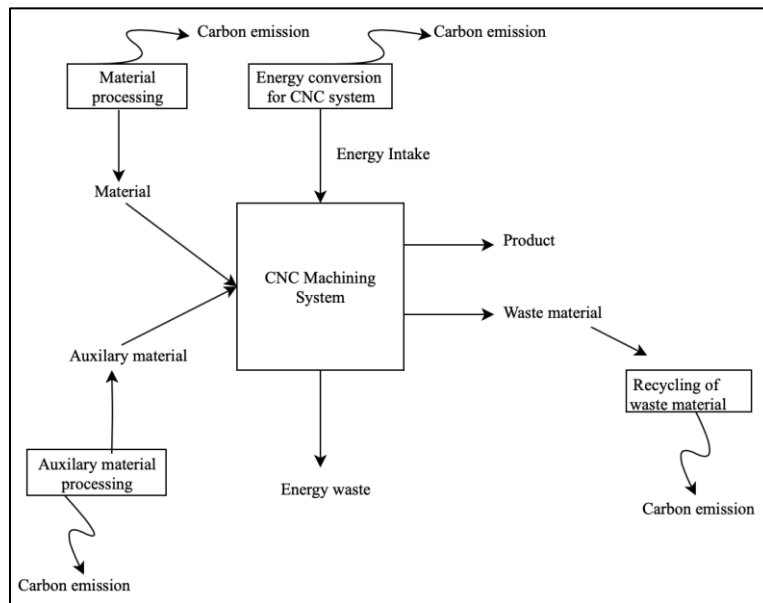 Carbon emission
Carbon emission
Material
processing
Energy conversion
for CNC system
Energy Intake
Material
CNC Machining
System
Product
Waste material
Auxilary material
Recycling of
waste material
Auxilary material
processing
Energy waste
Carbon emission
Carbon emission